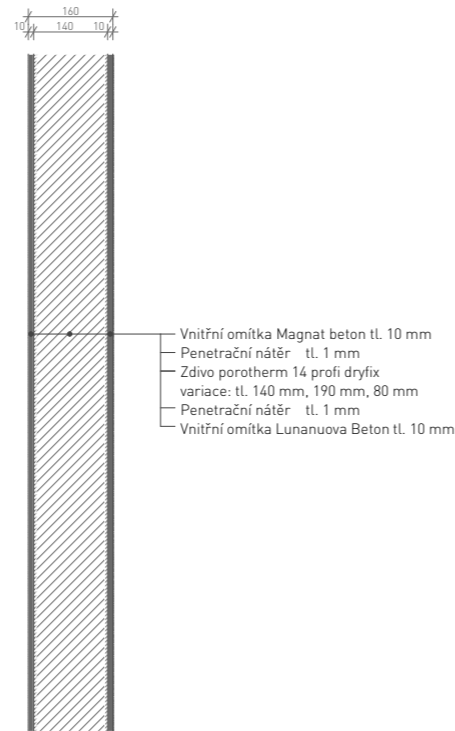 160
10 140 10
Vnitřní omítka Magnat beton tl. 10 mm
Penetrační nátěr tl. 1 mm
Zdivo porotherm 14 profi dryfix
variace: tl. 140 mm, 190 mm, 80 mm
Penetrační nátěr tl. 1 mm
Vnitřní omítka Lunanuova Beton tl. 10 mm